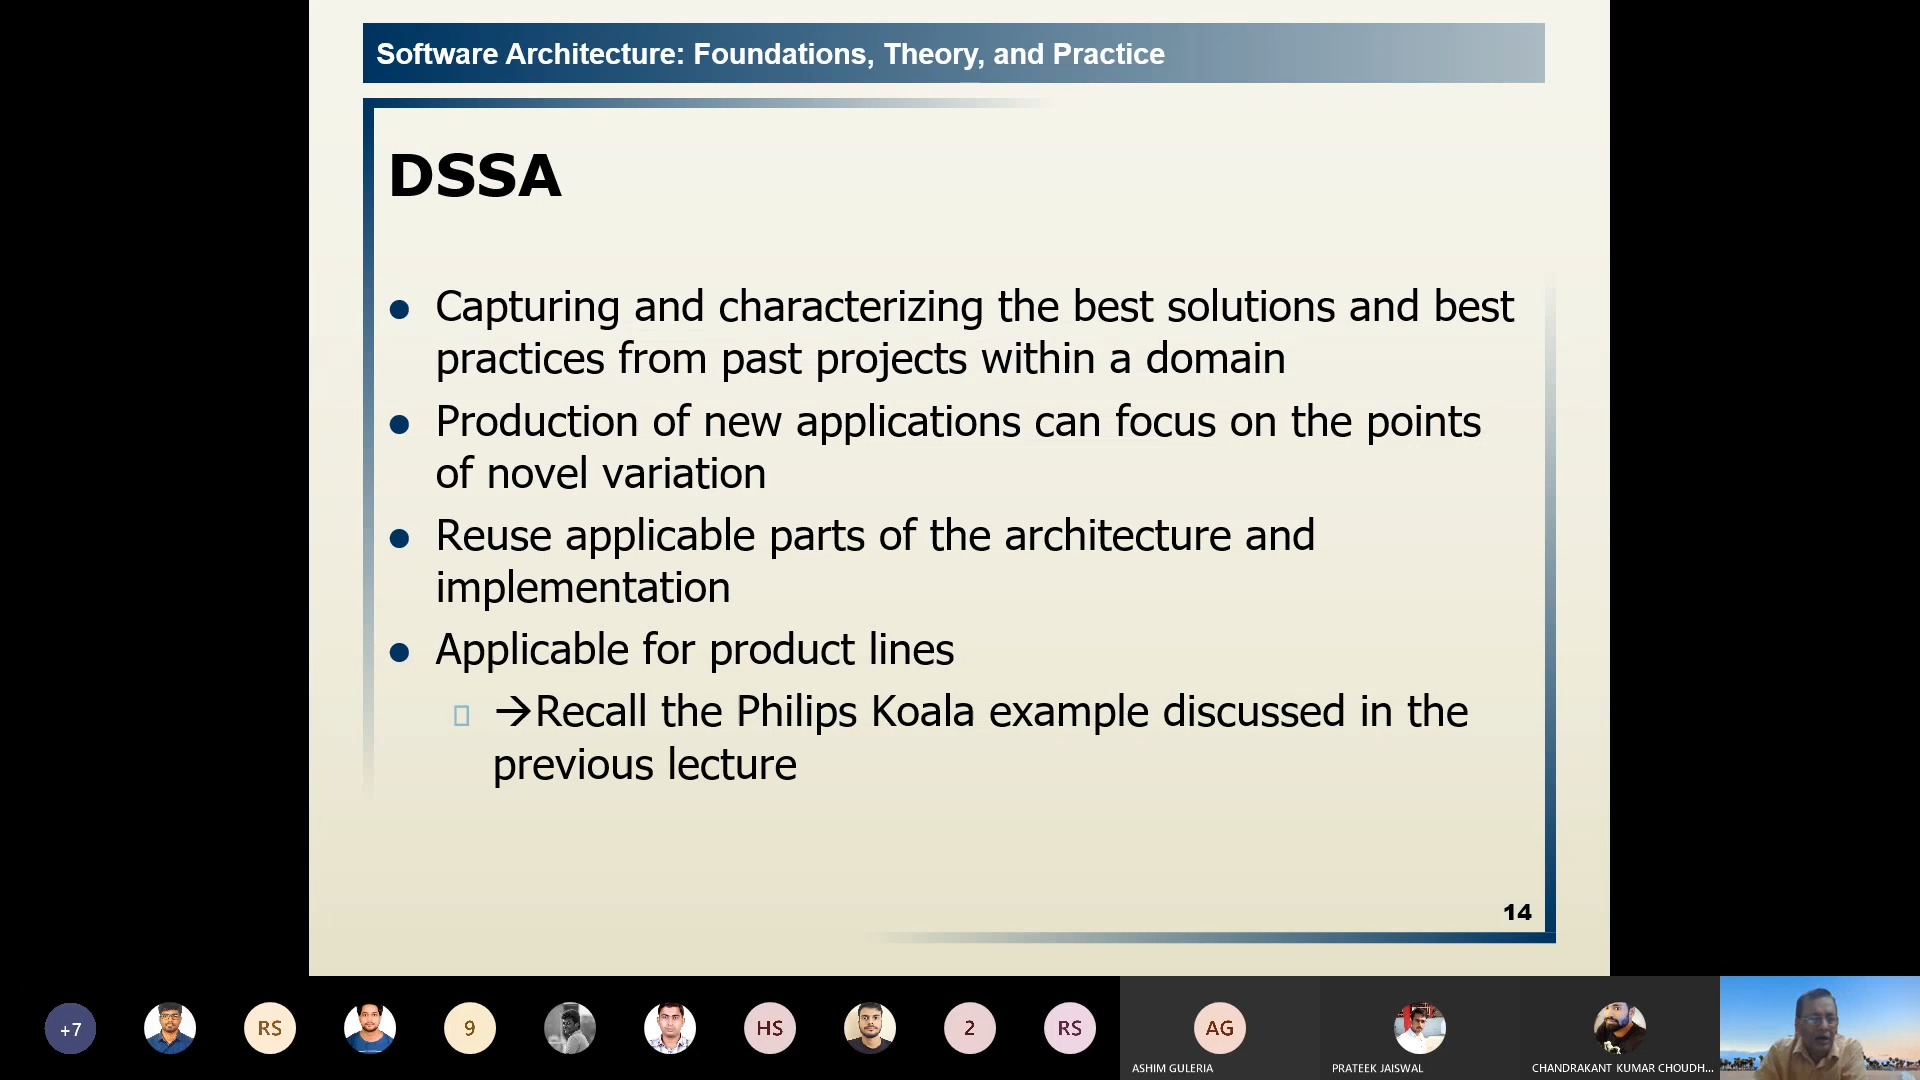 Software Architecture: Foundations, Theory, and Practice
DSSA
Capturing and characterizing the best solutions and best
practices from past projects within a domain
Production of new applications can focus on the points
of novel variation
Reuse applicable parts of the architecture and
implementation
Applicable for product lines
→Recall the Philips Koala example discussed in the
previous lecture
14
+7
RS
9
HS
2
RS
AG
ASHIM GULERIA
PRATEEK JAISWAL
CHANDRAKANT KUMAR CHOUDH...